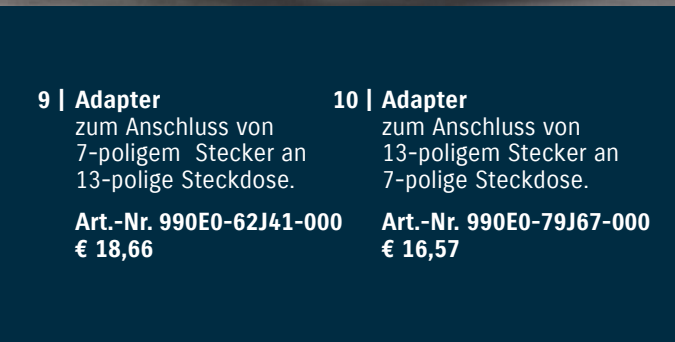 9 | Adapter
zum Anschluss von
7-poligem  Stecker an
13-polige Steckdose.
Art.-Nr. 990E0-62J41-000
€ 18,66
10 | Adapter
zum Anschluss von
13-poligem Stecker an
7-polige Steckdose.
Art.-Nr. 990E0-79J67-000
€ 16,57